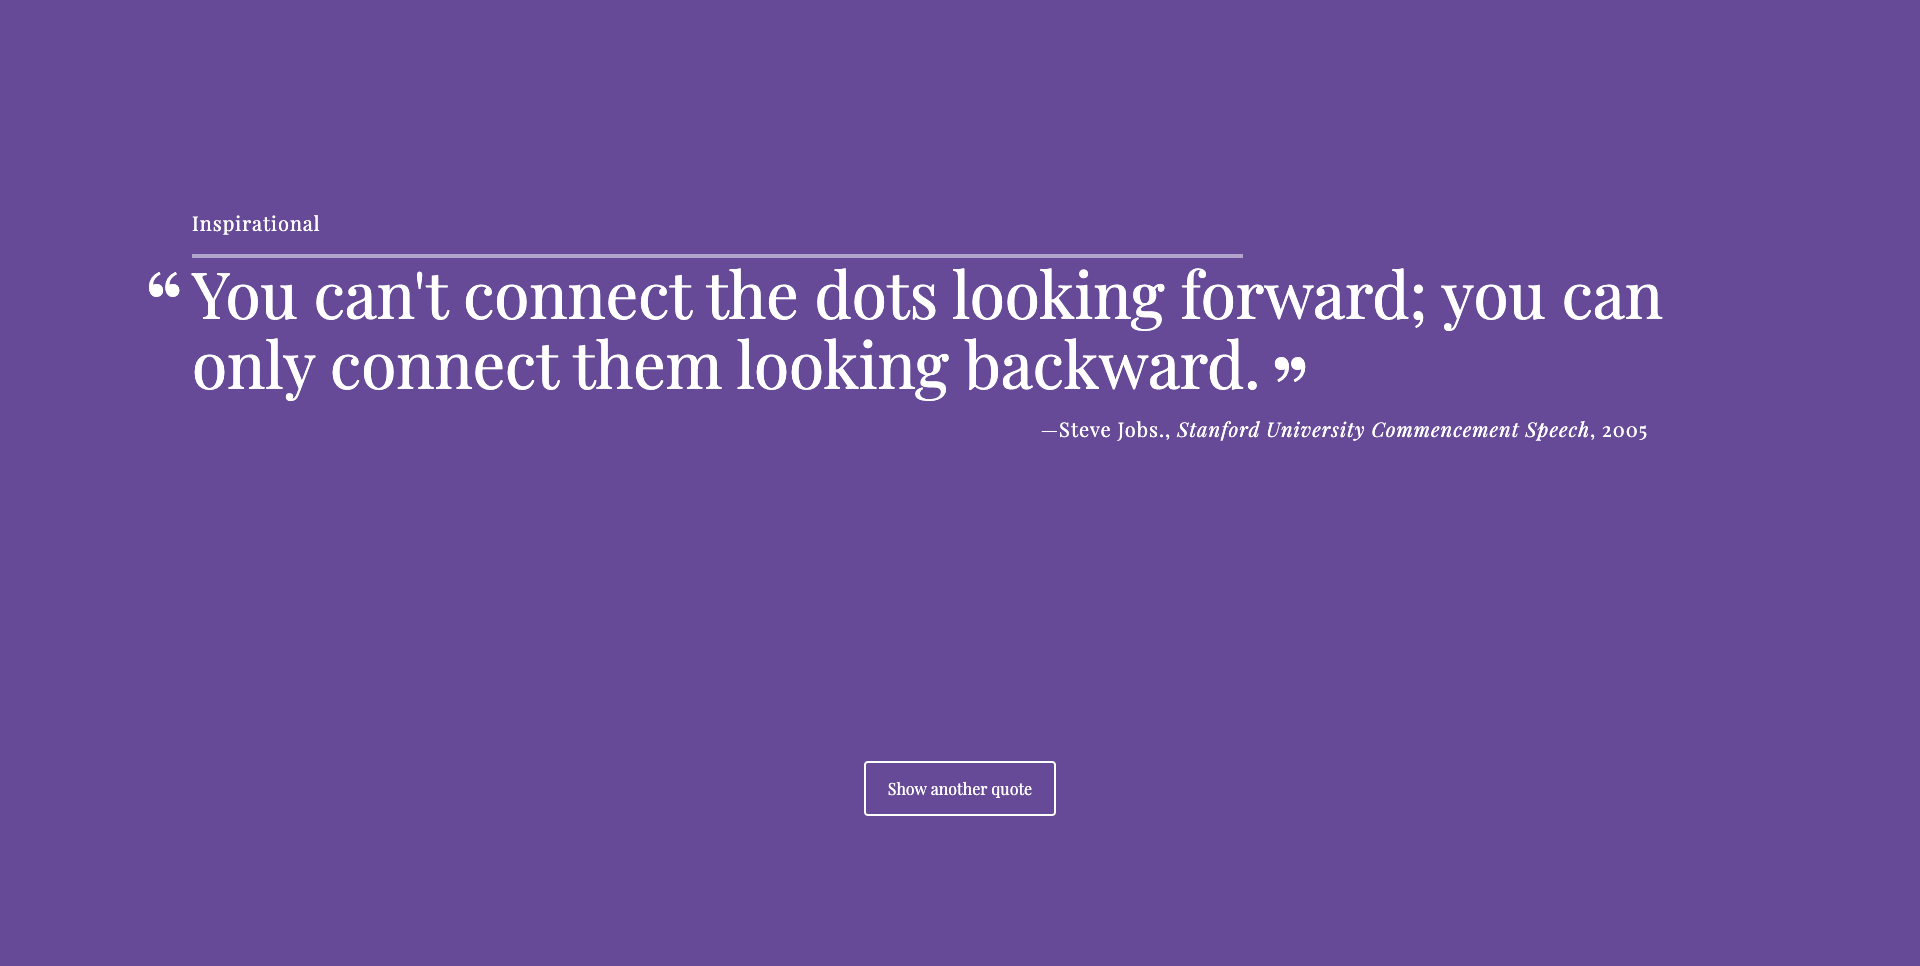 Inspirational
“You can't connect the dots looking forward; you can
only connect them looking backward.”
—Steve Jobs., Stanford University Commencement Speech, 2005
Show another quote